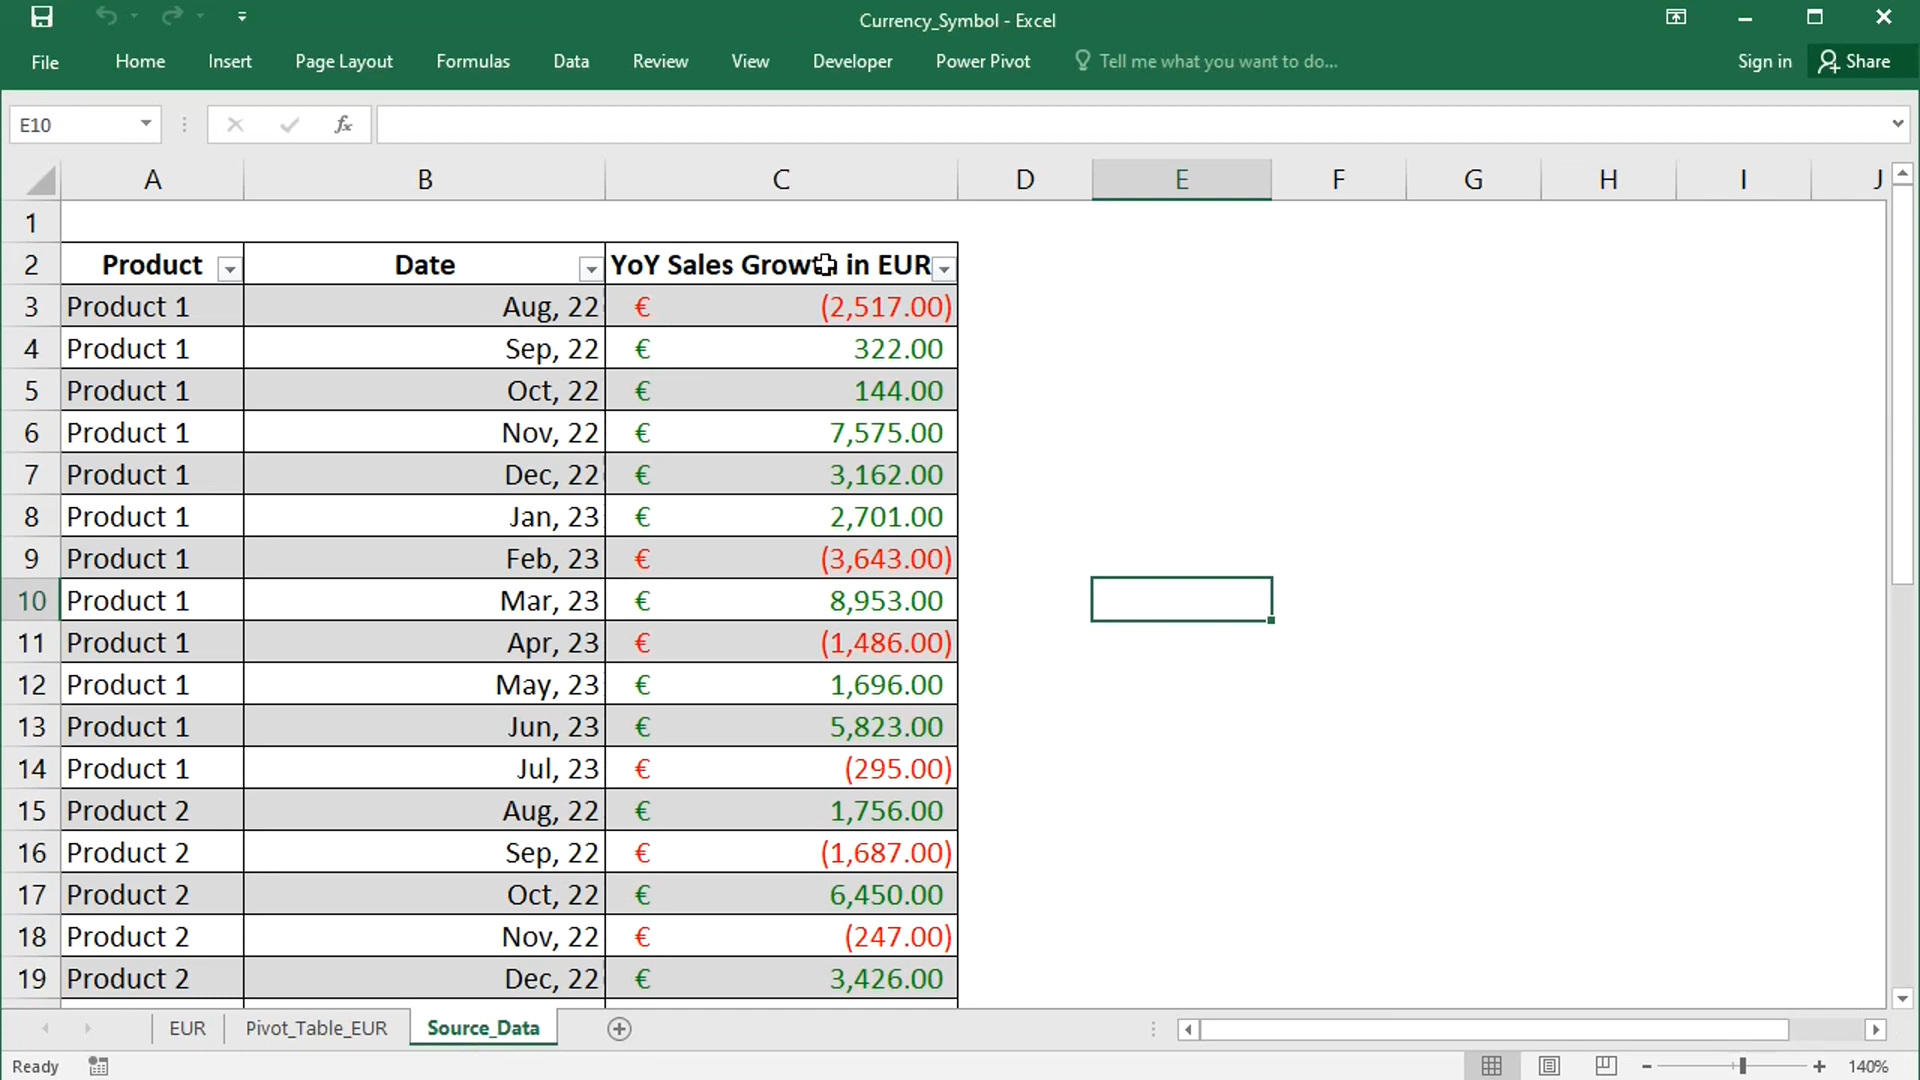 Currency_Symbol - Excel
File Home Insert Page Layout Formulas Data Review View Developer Power Pivot Tell me what you want to do... Sign in Share
E10 fx
A B C D E F G H I J
1
2 Product Date YoY Sales Growth in EUR
3 Product 1 Aug, 22 € (2,517.00)
4 Product 1 Sep, 22 € 322.00
5 Product 1 Oct, 22 € 144.00
6 Product 1 Nov, 22 € 7,575.00
7 Product 1 Dec, 22 € 3,162.00
8 Product 1 Jan, 23 € 2,701.00
9 Product 1 Feb, 23 € (3,643.00)
10 Product 1 Mar, 23 € 8,953.00
11 Product 1 Apr, 23 € (1,486.00)
12 Product 1 May, 23 € 1,696.00
13 Product 1 Jun, 23 € 5,823.00
14 Product 1 Jul, 23 € (295.00)
15 Product 2 Aug, 22 € 1,756.00
16 Product 2 Sep, 22 € (1,687.00)
17 Product 2 Oct, 22 € 6,450.00
18 Product 2 Nov, 22 € (247.00)
19 Product 2 Dec, 22 € 3,426.00
EUR Pivot_Table_EUR Source_Data
Ready 140%